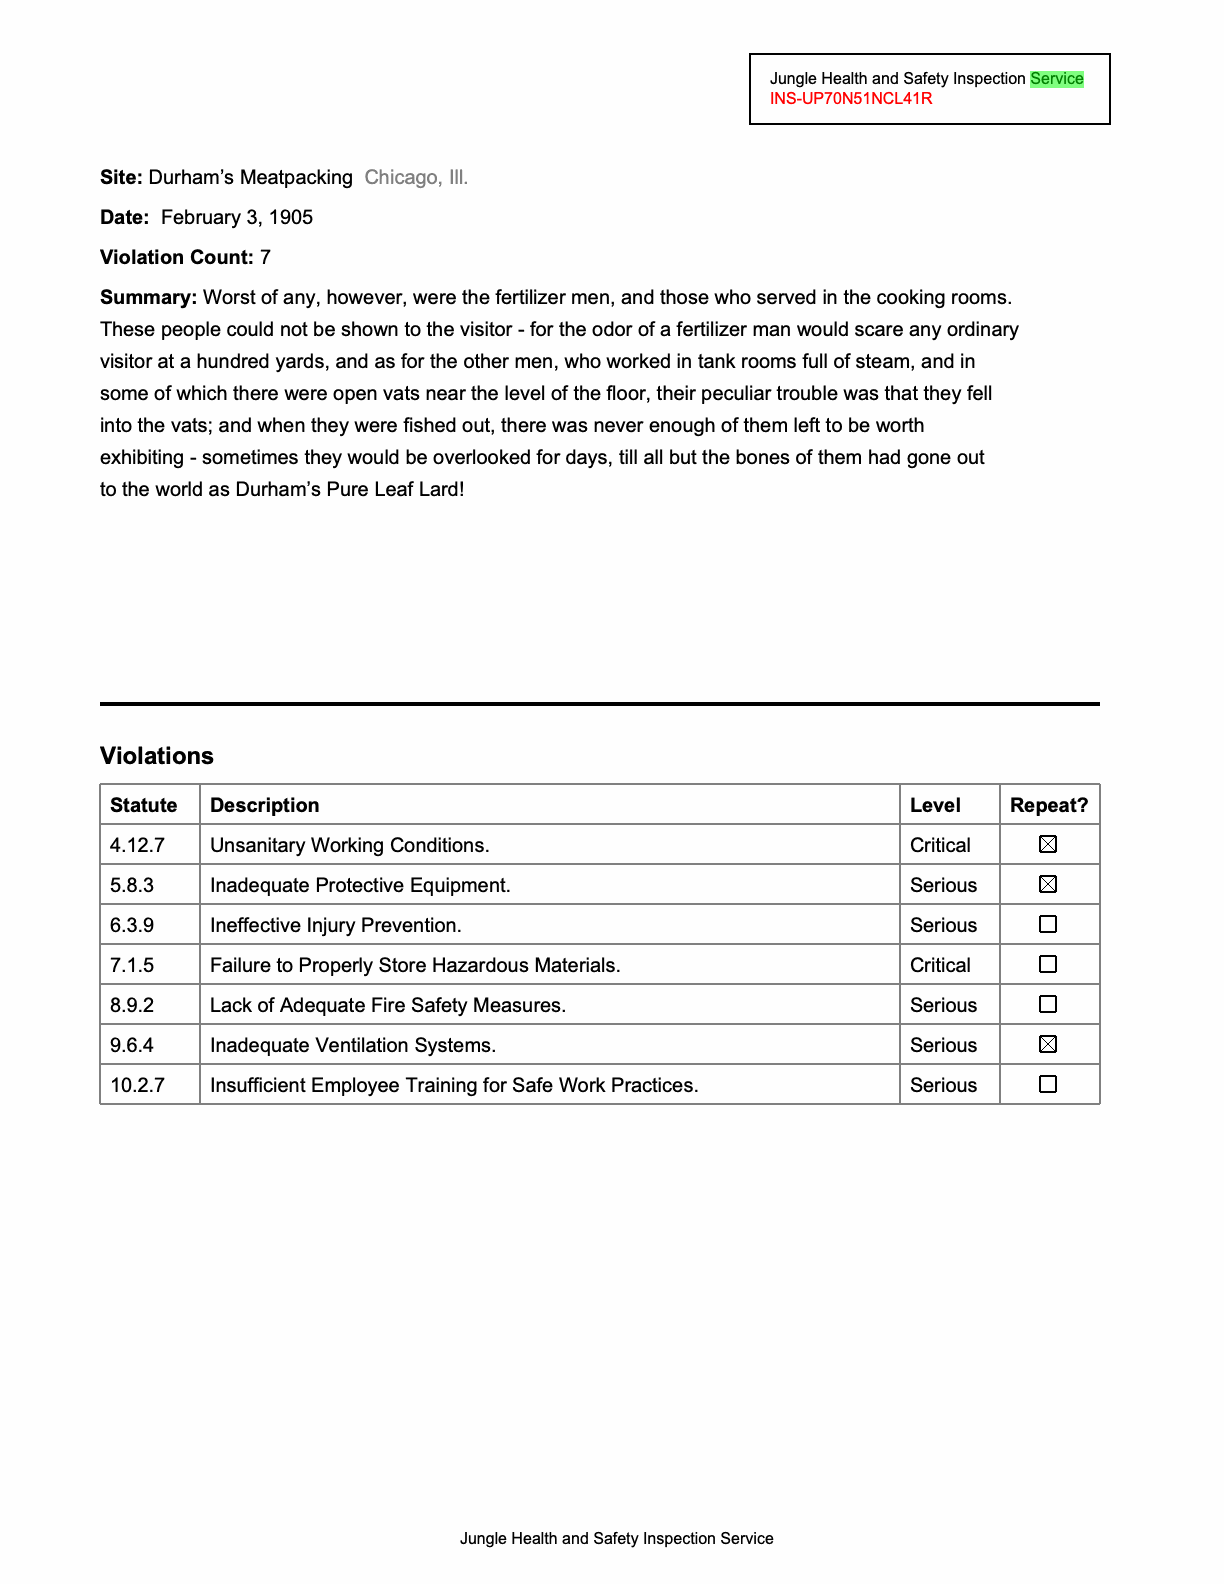 Jungle Health and Safety Inspection Service
INS-UP70N51NCL41R
Site: Durham’s Meatpacking Chicago, Ill.
Date: February 3, 1905
Violation Count: 7
Summary: Worst of any, however, were the fertilizer men, and those who served in the cooking rooms.
These people could not be shown to the visitor - for the odor of a fertilizer man would scare any ordinary
visitor at a hundred yards, and as for the other men, who worked in tank rooms full of steam, and in
some of which there were open vats near the level of the floor, their peculiar trouble was that they fell
into the vats; and when they were fished out, there was never enough of them left to be worth
exhibiting - sometimes they would be overlooked for days, till all but the bones of them had gone out
to the world as Durham’s Pure Leaf Lard!
Violations
Statute Description Level Repeat?
4.12.7 Unsanitary Working Conditions. Critical ☒
5.8.3 Inadequate Protective Equipment. Serious ☒
6.3.9 Ineffective Injury Prevention. Serious ☐
7.1.5 Failure to Properly Store Hazardous Materials. Critical ☐
8.9.2 Lack of Adequate Fire Safety Measures. Serious ☐
9.6.4 Inadequate Ventilation Systems. Serious ☒
10.2.7 Insufficient Employee Training for Safe Work Practices. Serious ☐
Jungle Health and Safety Inspection Service